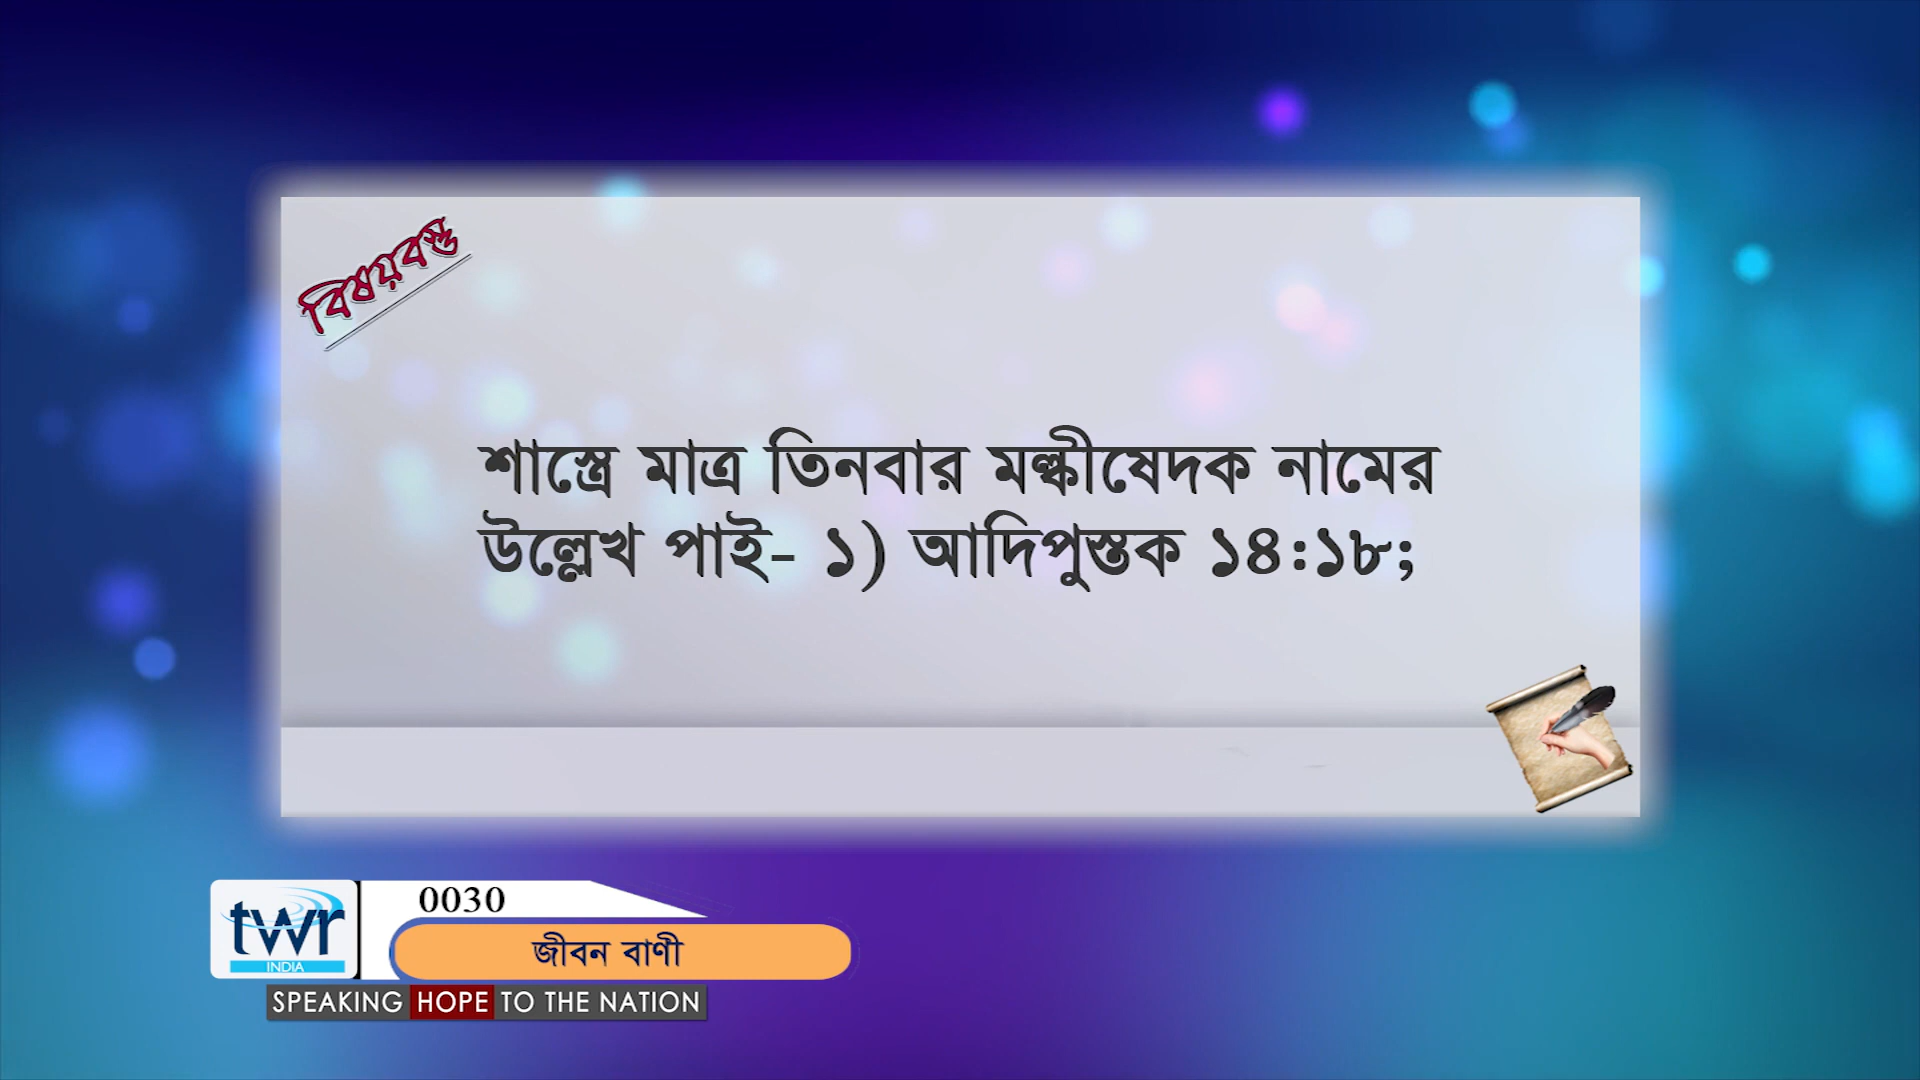 বিষয়বস্তু
শাস্ত্রে মাত্র তিনবার মল্কীষেদক নামের
উল্লেখ পাই- ১) আদিপুস্তক ১৪:১৮;
0030
twr
INDIA
জীবন বাণী
SPEAKING HOPE TO THE NATION